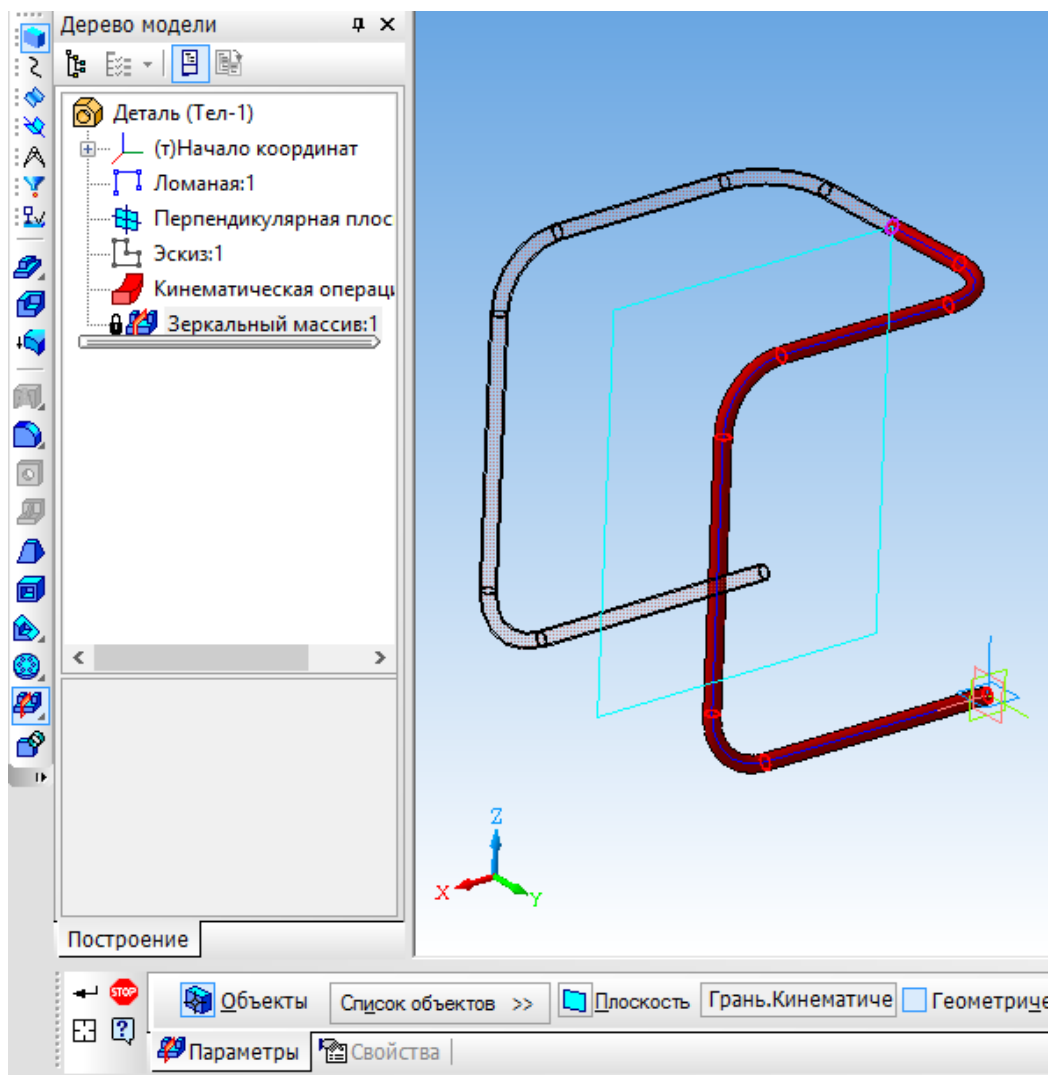 Дерево модели
Деталь (Тел-1)
(т)Начало координат
Ломаная:1
Перпендикулярная плос
Эскиз:1
Кинематическая операци
Зеркальный массив:1
Z
X
Y
Построение
STOP
Объекты
Список объектов >>
Плоскость
Грань.Кинематиче
Геометриче
Параметры
Свойства